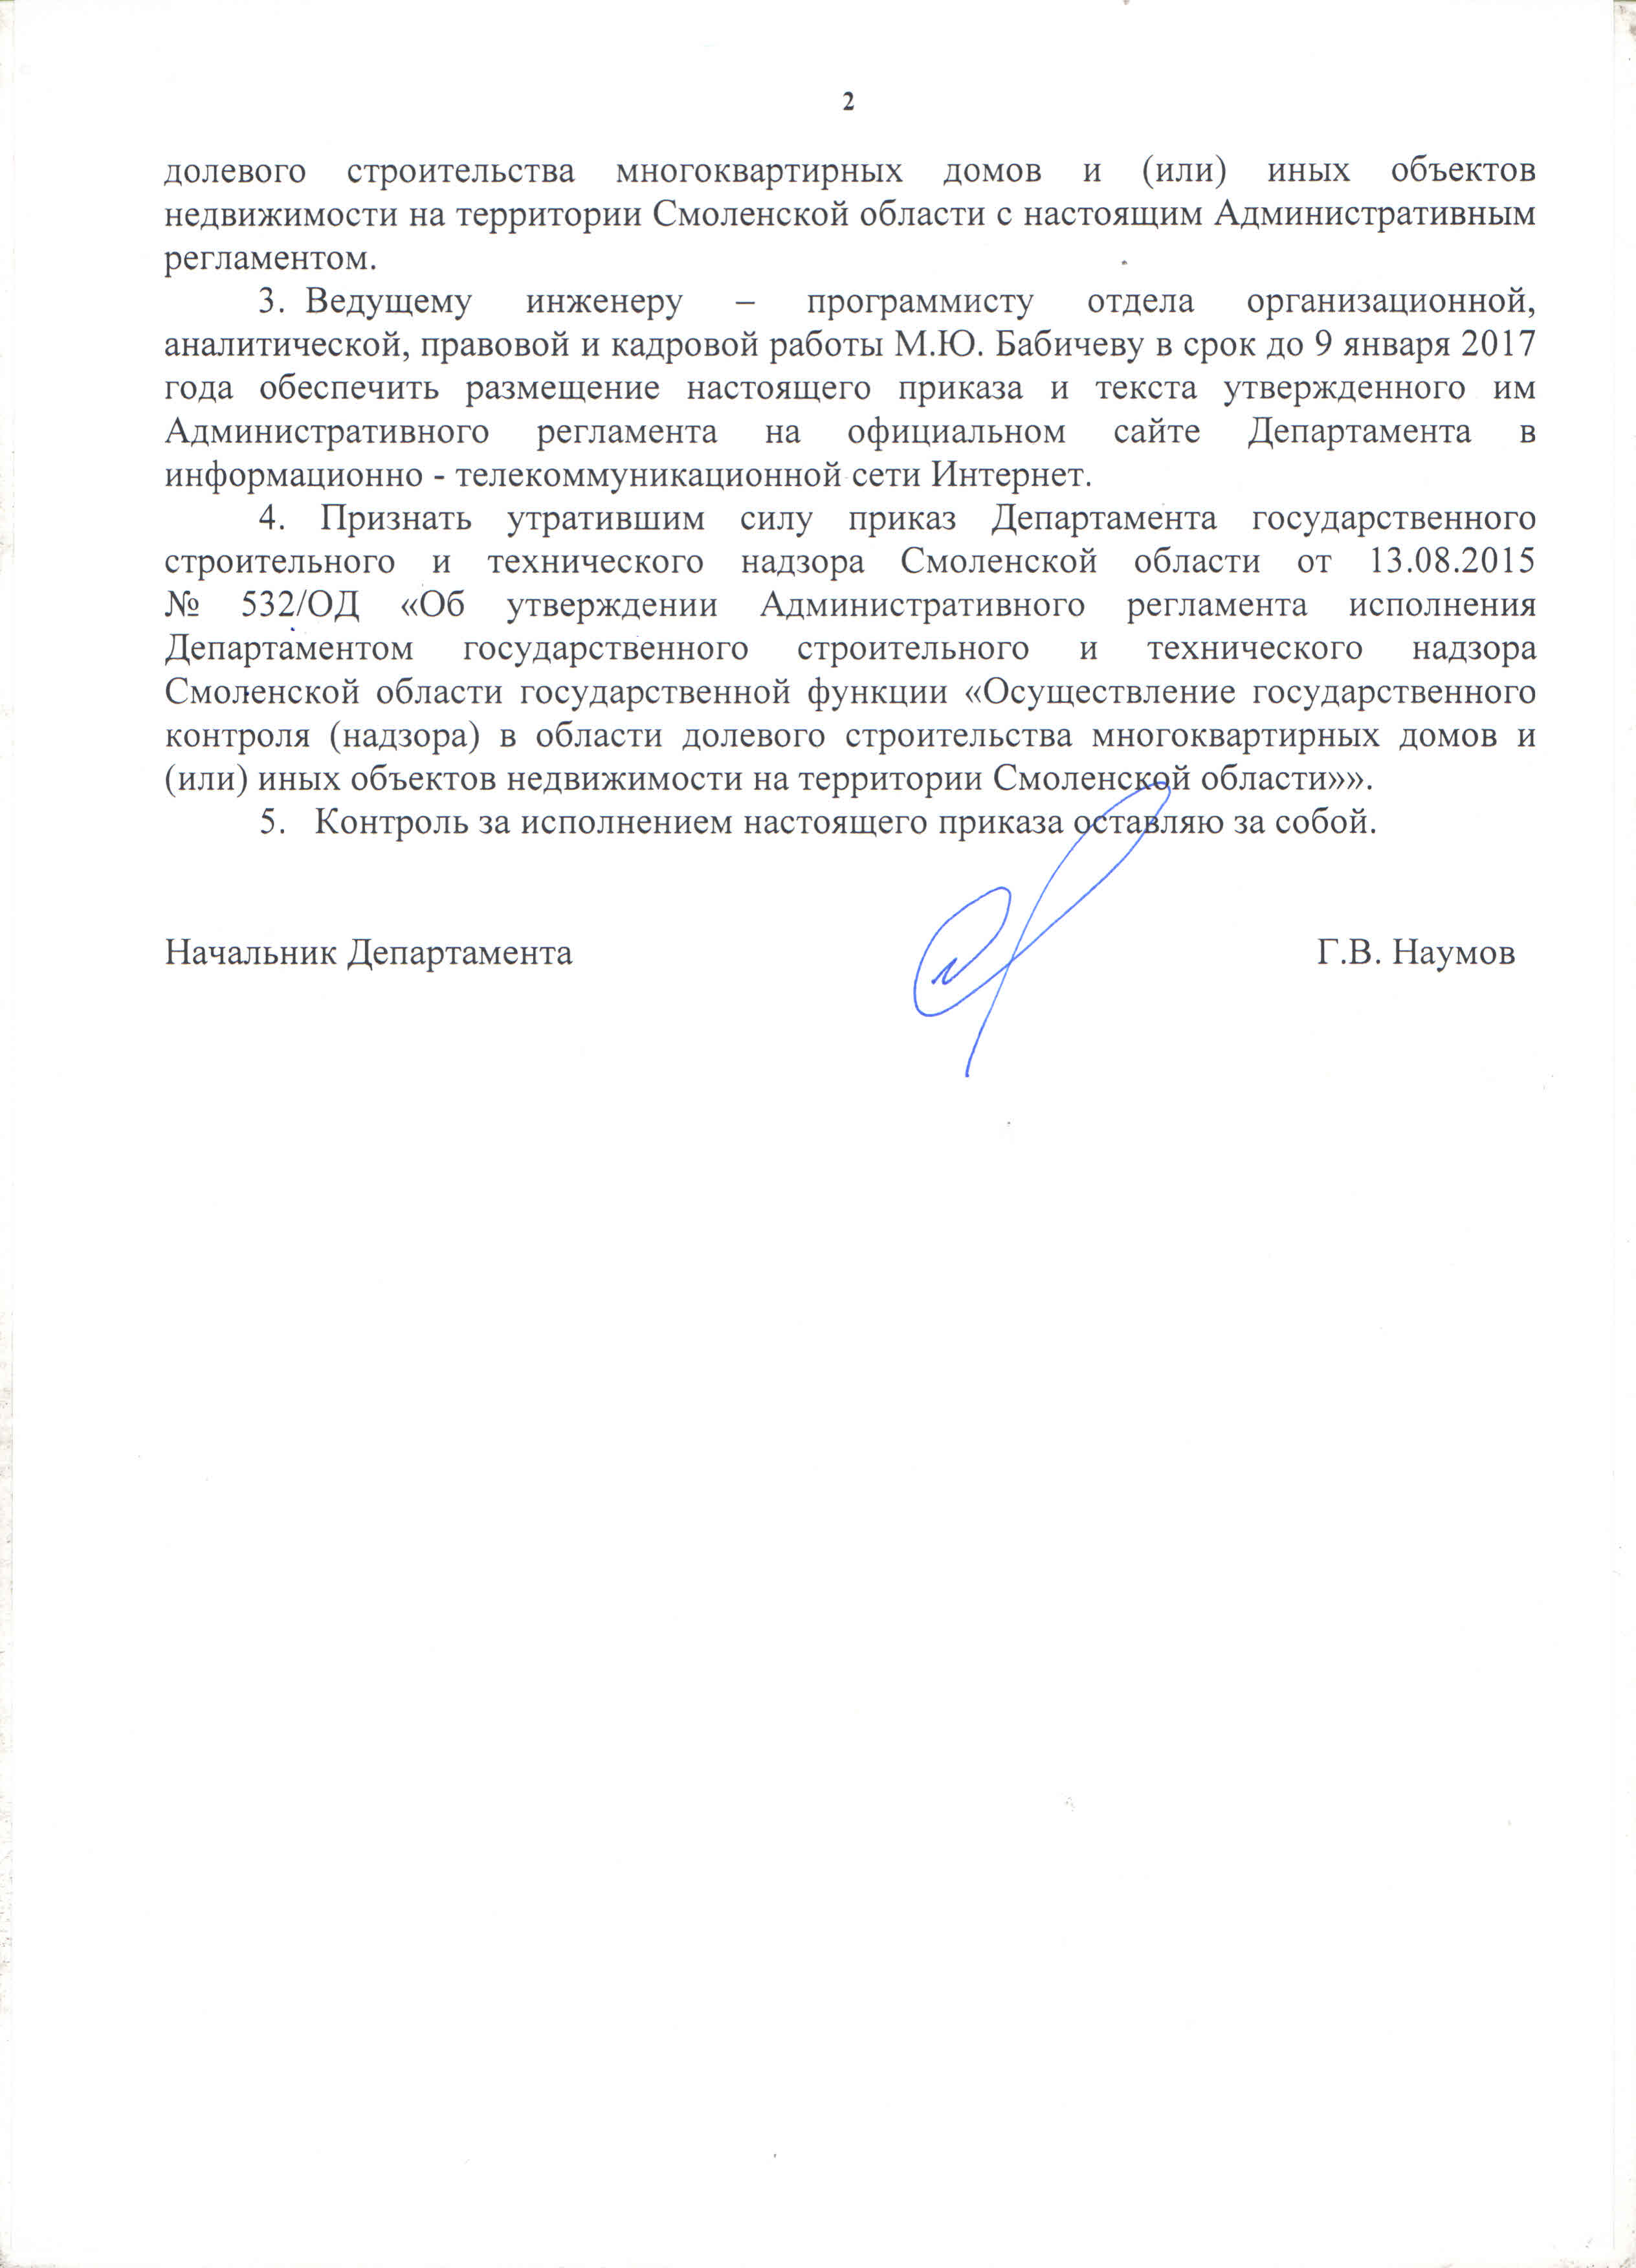 2
долевого строительства многоквартирных домов и (или) иных объектов
недвижимости на территории Смоленской области с настоящим Административным
регламентом.
3. Ведущему инженеру – программисту отдела организационной,
аналитической, правовой и кадровой работы М.Ю. Бабичеву в срок до 9 января 2017
года обеспечить размещение настоящего приказа и текста утвержденного им
Административного регламента на официальном сайте Департамента в
информационно - телекоммуникационной сети Интернет.
4. Признать утратившим силу приказ Департамента государственного
строительного и технического надзора Смоленской области от 13.08.2015
№ 532/ОД «Об утверждении Административного регламента исполнения
Департаментом государственного строительного и технического надзора
Смоленской области государственной функции «Осуществление государственного
контроля (надзора) в области долевого строительства многоквартирных домов и
(или) иных объектов недвижимости на территории Смоленской области»».
5. Контроль за исполнением настоящего приказа оставляю за собой.
Начальник Департамента Г.В. Наумов